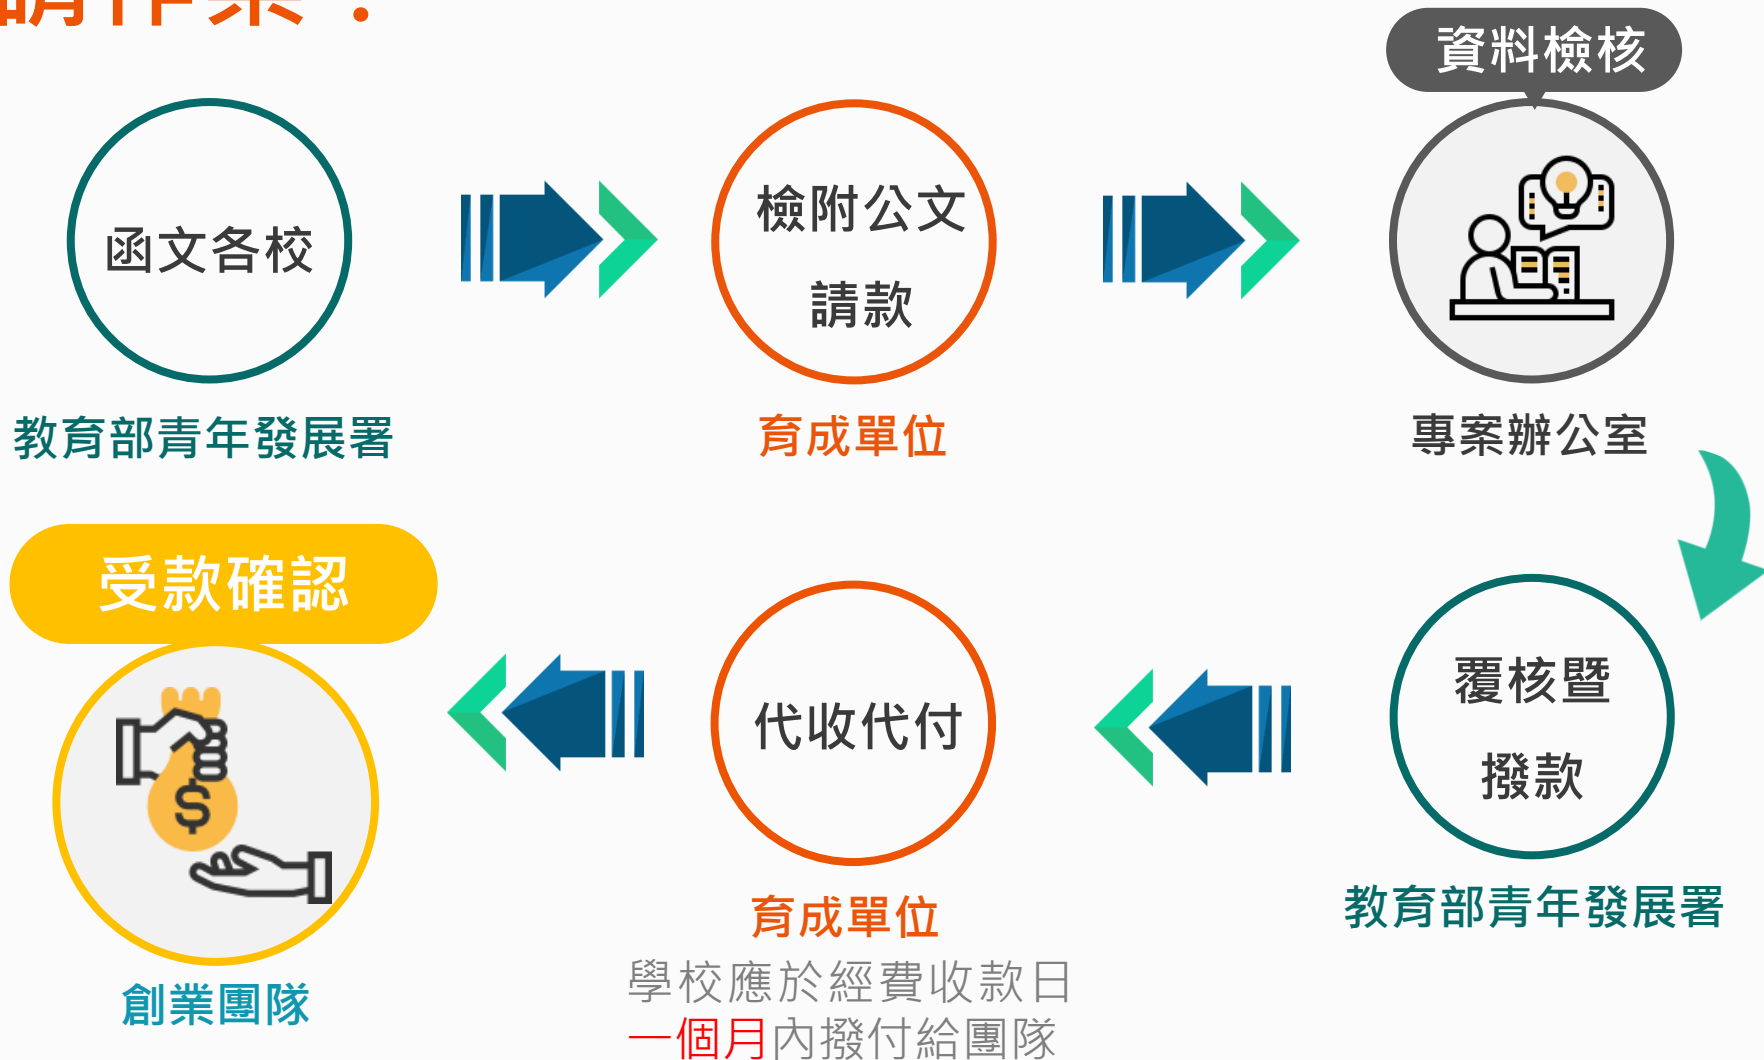 請作業：
資料檢核
函文各校
檢附公文
請款
教育部青年發展署
育成單位
專案辦公室
受款確認
$
代收代付
覆核暨
撥款
創業團隊
育成單位
學校應於經費收款日
一個月內撥付給團隊
教育部青年發展署